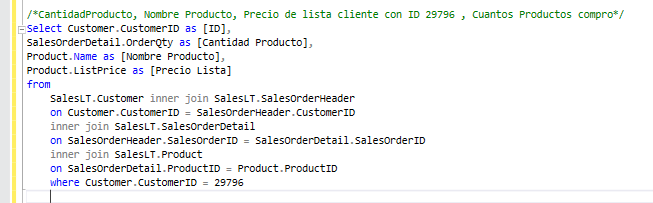 /*CantidadProducto, Nombre Producto, Precio de lista cliente con ID 29796 , Cuantos Productos compro*/
Select Customer.CustomerID as [ID],
SalesOrderDetail.OrderQty as [Cantidad Producto],
Product.Name as [Nombre Producto],
Product.ListPrice as [Precio Lista]
from
SalesLT.Customer inner join SalesLT.SalesOrderHeader
on Customer.CustomerID = SalesOrderHeader.CustomerID
inner join SalesLT.SalesOrderDetail
on SalesOrderHeader.SalesOrderID = SalesOrderDetail.SalesOrderID
inner join SalesLT.Product
on SalesOrderDetail.ProductID = Product.ProductID
where Customer.CustomerID = 29796